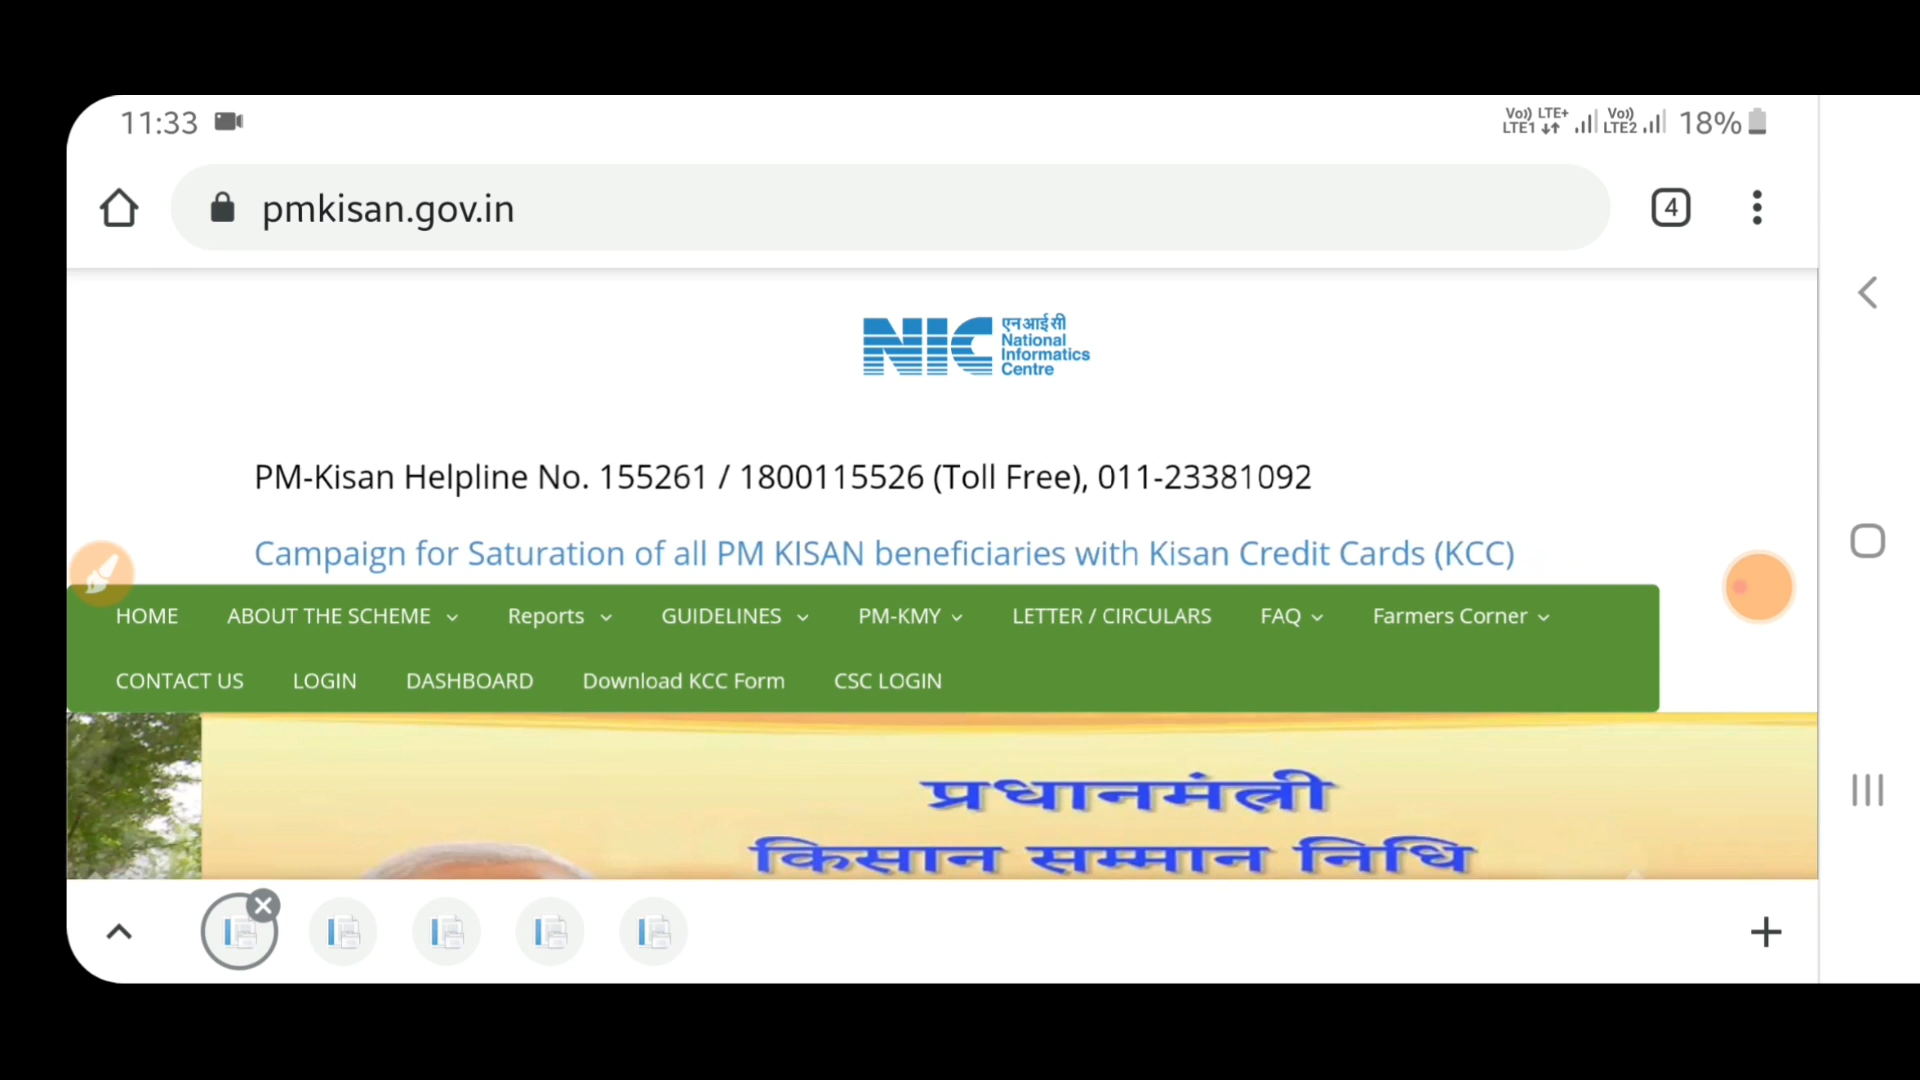 11:33
Vo)) LTE+
LTE1
Vo))
LTE2
18%
pmkisan.gov.in
4
NIC
एन आई सी
National
Informatics
Centre
PM-Kisan Helpline No. 155261 / 1800115526 (Toll Free), 011-23381092
Campaign for Saturation of all PM KISAN beneficiaries with Kisan Credit Cards (KCC)
HOME ABOUT THE SCHEME Reports GUIDELINES PM-KMY LETTER / CIRCULARS FAQ Farmers Corner
CONTACT US LOGIN DASHBOARD Download KCC Form CSC LOGIN
प्रधानमंत्री
किसान सम्मान निधि